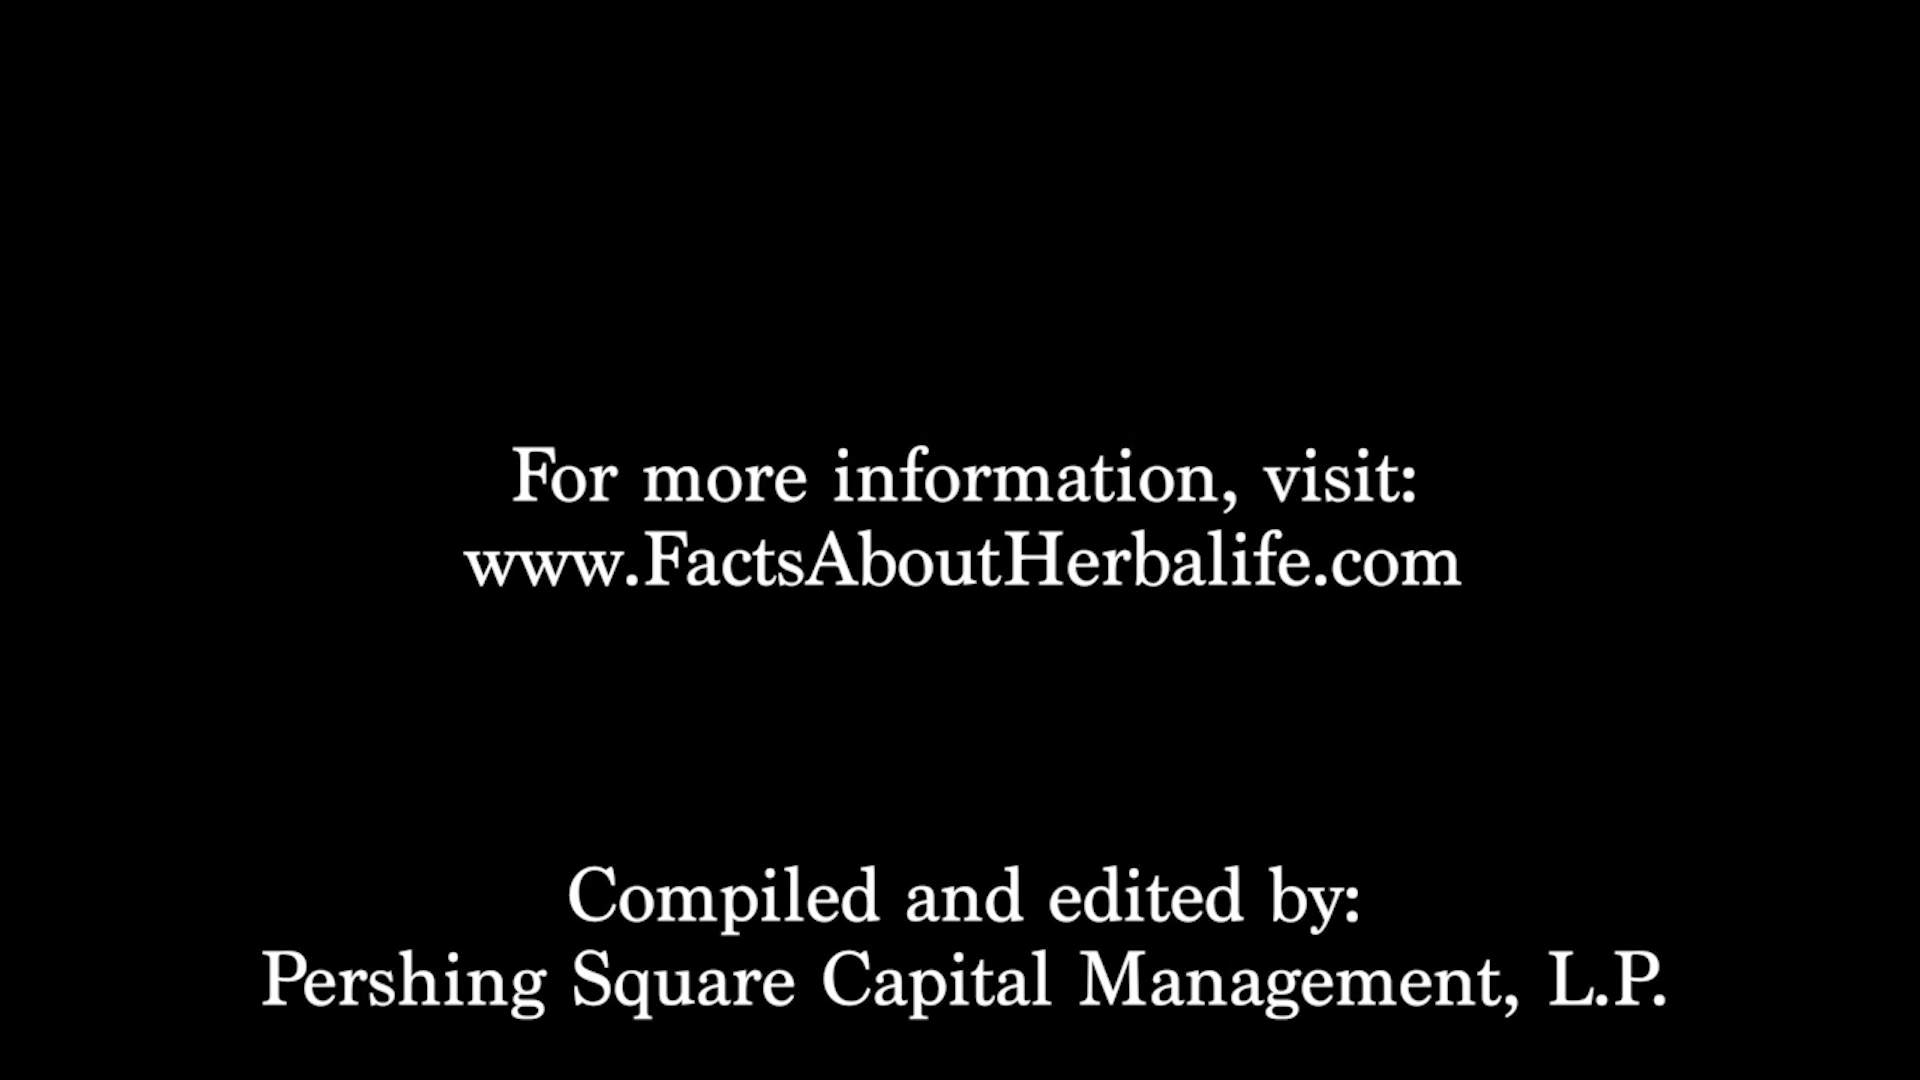 For more information, visit:
www.FactsAboutHerbalife.com
Compiled and edited by:
Pershing Square Capital Management, L.P.